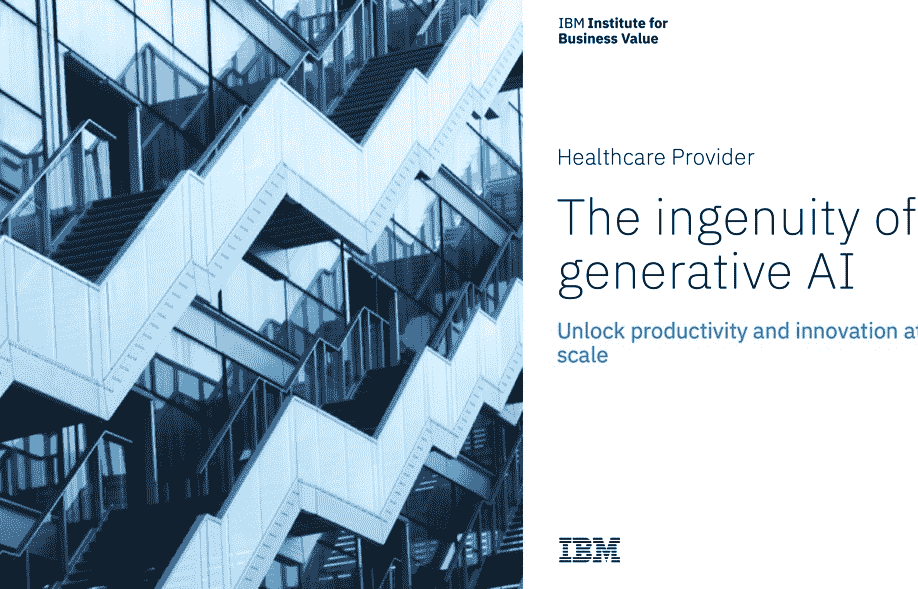 IBM Institute for
Business Value
Healthcare Provider
The ingenuity of
generative AI
Unlock productivity and innovation at
scale
IBM